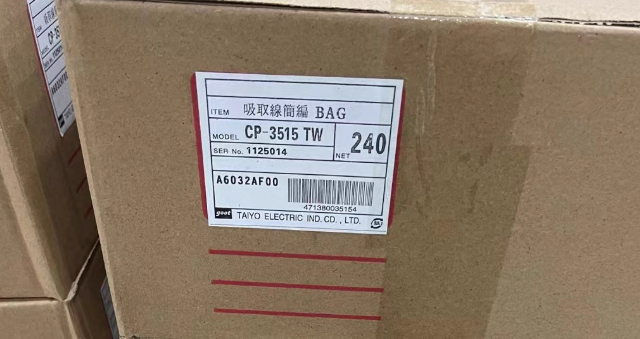 ITEM 吸取線簡編 BAG
MODEL CP-3515 TW
SER No. 1125014
NET 240
A6032AF00
471380035154
goot TAIYO ELECTRIC IND. CO., LTD.